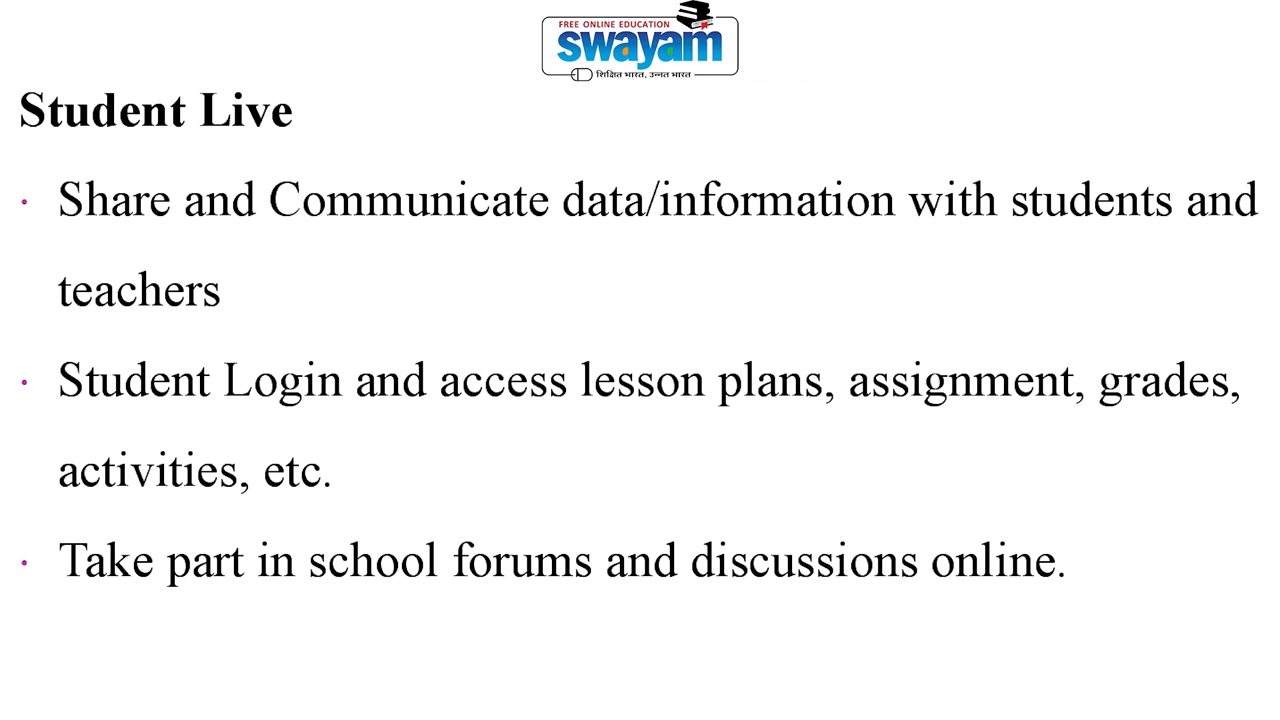 FREE ONLINE EDUCATION
swayam
शिक्षित भारत, उन्नत भारत
Student Live
· Share and Communicate data/information with students and
teachers
· Student Login and access lesson plans, assignment, grades,
activities, etc.
· Take part in school forums and discussions online.